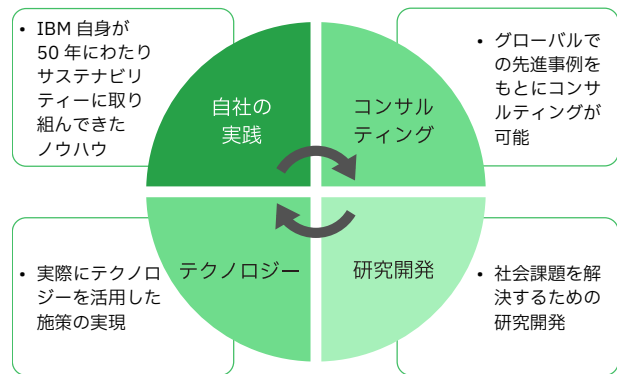 • IBM 自身が
50 年にわたり
サステナビリ
ティーに取り
組んできた
ノウハウ
自社の
実践
コンサル
ティング
• グローバルで
の先進事例を
もとにコンサ
ルティングが
可能
• 実際にテクノロ
ジーを活用した
施策の実現
テクノロジー
研究開発
• 社会課題を解
決するための
研究開発